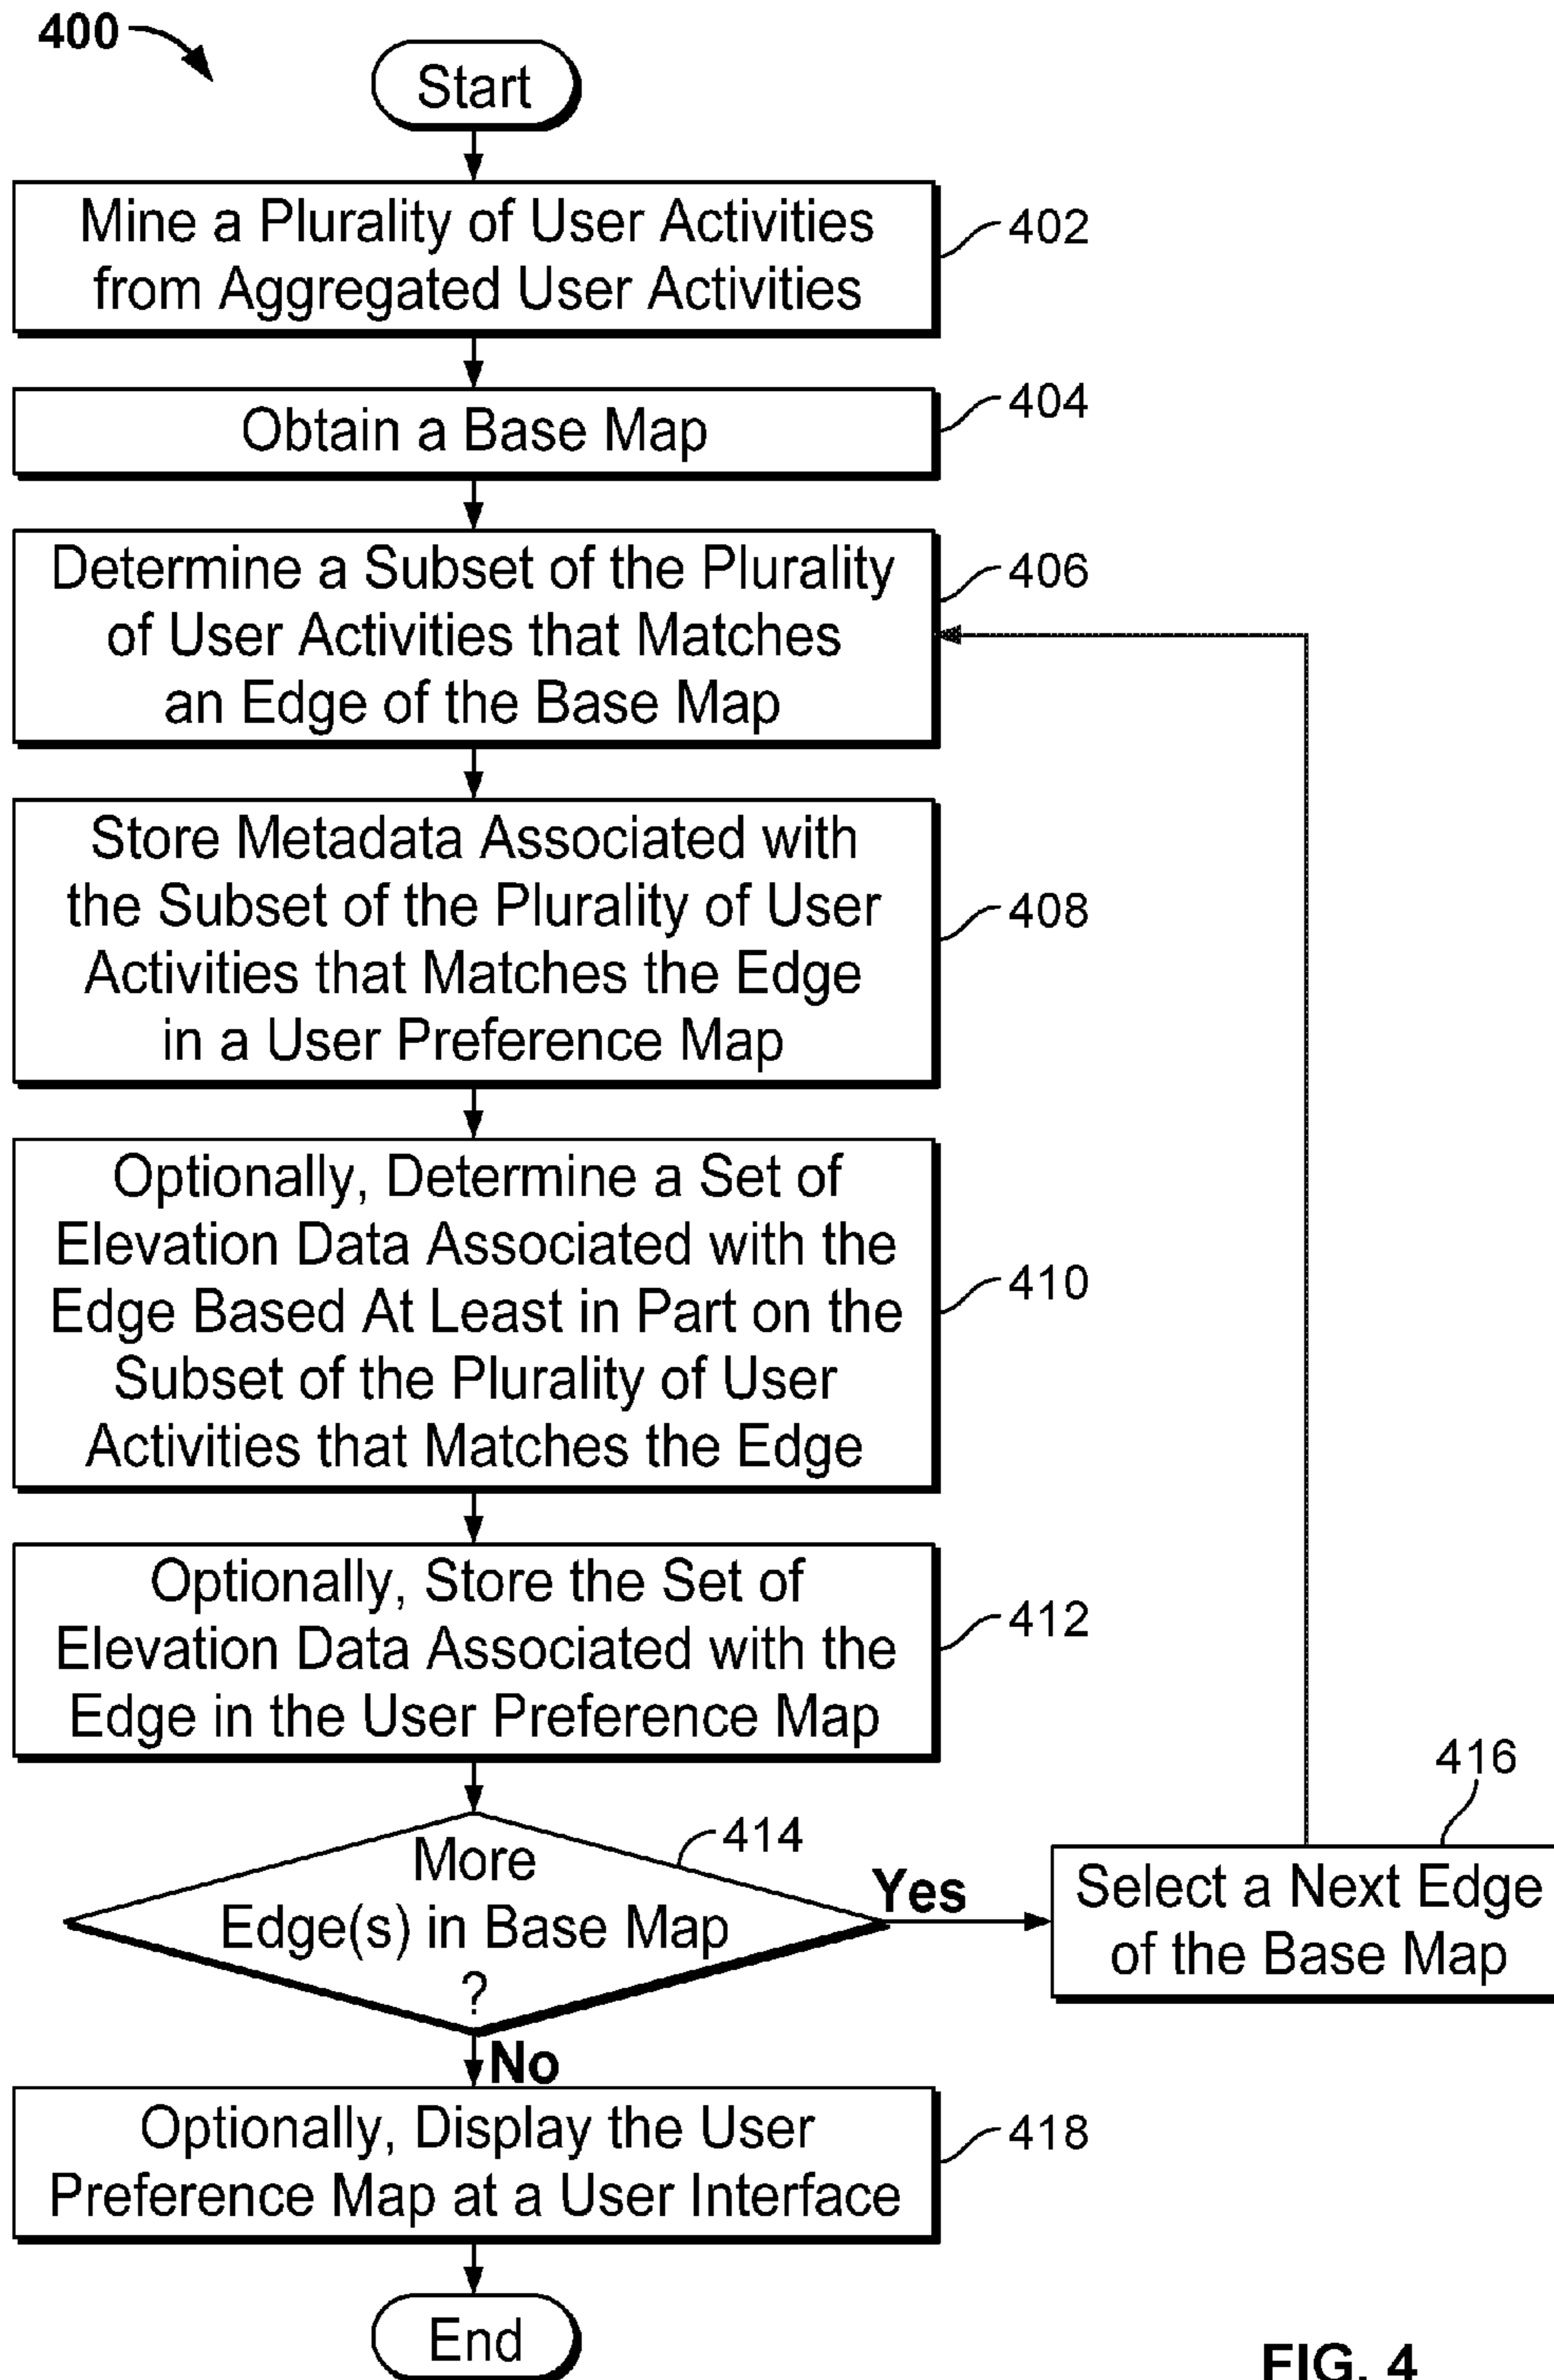 400
Start
Mine a Plurality of User Activities
from Aggregated User Activities
402
Obtain a Base Map
404
Determine a Subset of the Plurality
of User Activities that Matches
an Edge of the Base Map
406
Store Metadata Associated with
the Subset of the Plurality of User
Activities that Matches the Edge
in a User Preference Map
408
Optionally, Determine a Set of
Elevation Data Associated with the
Edge Based At Least in Part on the
Subset of the Plurality of User
Activities that Matches the Edge
410
Optionally, Store the Set of
Elevation Data Associated with the
Edge in the User Preference Map
412
More
Edge(s) in Base Map
?
414
Yes
416
Select a Next Edge
of the Base Map
No
Optionally, Display the User
Preference Map at a User Interface
418
End
FIG. 4